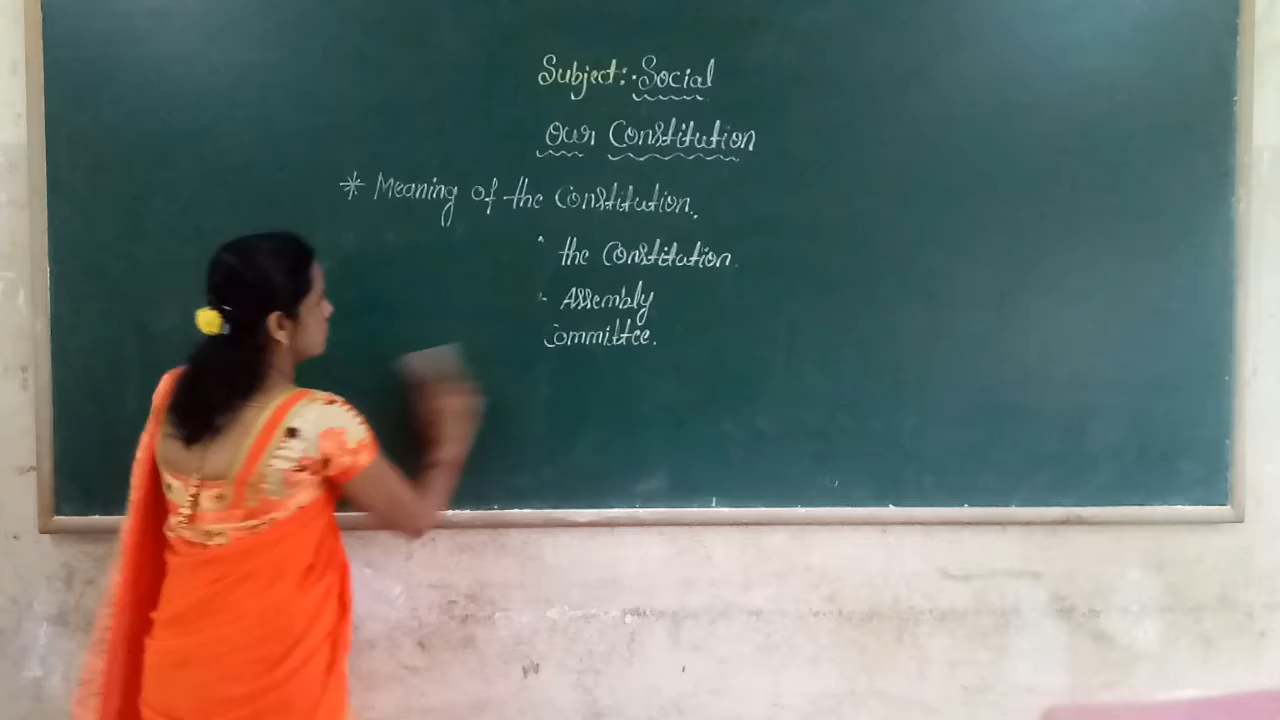 Subject:- Social
Our Constitution
* Meaning of the Constitution.
the Constitution.
Assembly
Committee.